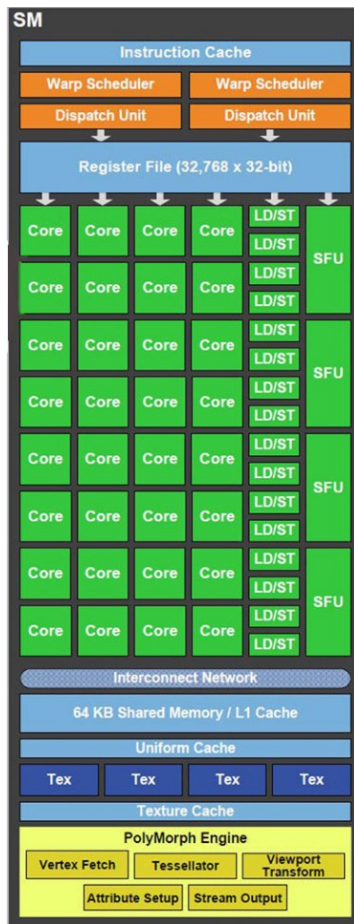 SM
Instruction Cache
Warp Scheduler Warp Scheduler
Dispatch Unit Dispatch Unit
Register File (32,768 x 32-bit)
LD/ST
Core Core Core Core
LD/ST
SFU
LD/ST
Core Core Core Core
LD/ST
LD/ST
Core Core Core Core
LD/ST
SFU
LD/ST
Core Core Core Core
LD/ST
LD/ST
Core Core Core Core
LD/ST
SFU
LD/ST
Core Core Core Core
LD/ST
LD/ST
Core Core Core Core
LD/ST
SFU
LD/ST
Core Core Core Core
LD/ST
Interconnect Network
64 KB Shared Memory / L1 Cache
Uniform Cache
Tex Tex Tex Tex
Texture Cache
PolyMorph Engine
Vertex Fetch Tessellator Viewport
Transform
Attribute Setup Stream Output